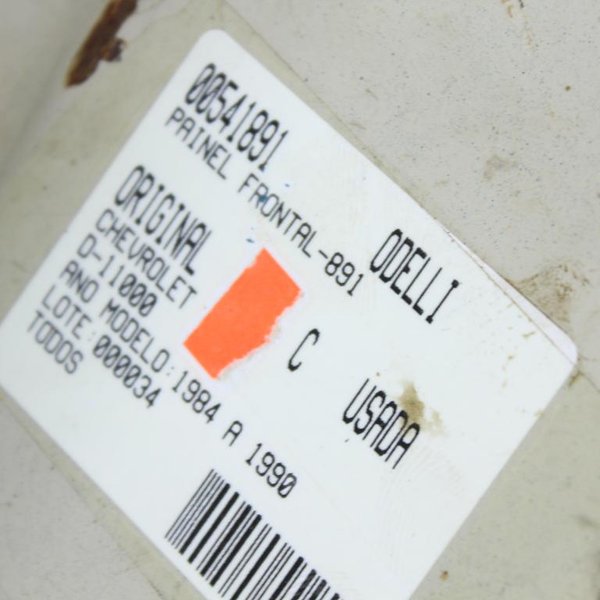 00541891 ODELLI
PAINEL FRONTAL-891
ORIGINAL C USADA
CHEVROLET
D-11000
ANO MODELO:1984 A 1990
LOTE:000034
TODOS